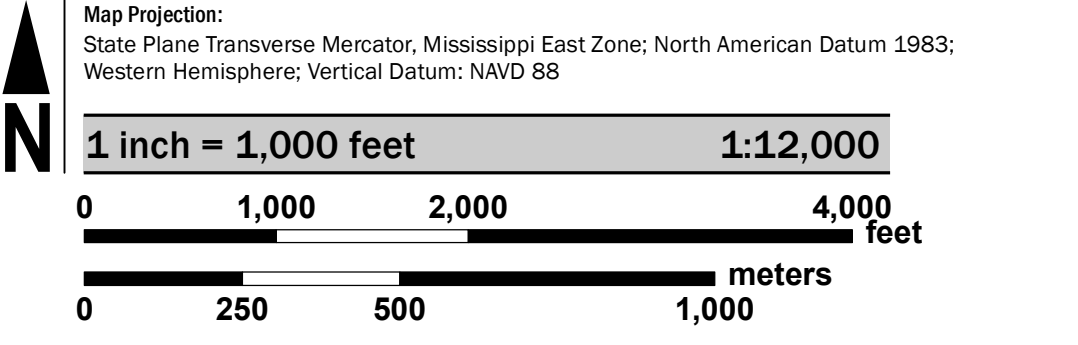 N
Map Projection:
State Plane Transverse Mercator, Mississippi East Zone; North American Datum 1983;
Western Hemisphere; Vertical Datum: NAVD 88
1 inch = 1,000 feet 1:12,000
0 1,000 2,000 4,000
feet
meters
0 250 500 1,000